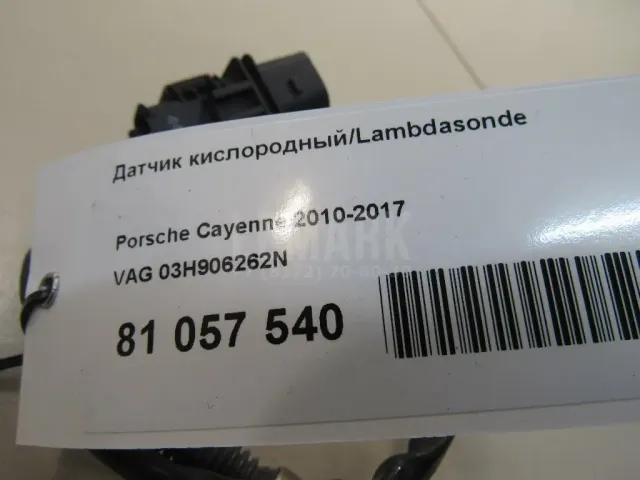 Датчик кислородный/Lambdasonde
Porsche Cayenne 2010-2017
VAG 03H906262N
81 057 540